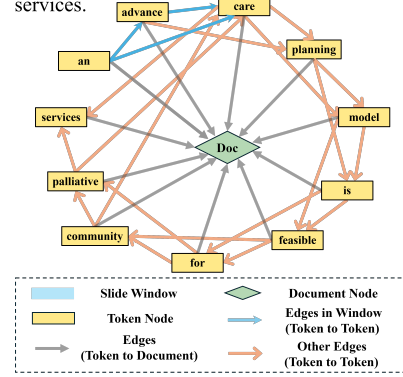 services.
care
advance
planning
an
services
model
Doc
palliative
is
community
feasible
for
Slide Window
Document Node
Token Node
Edges in Window
(Token to Token)
Edges
(Token to Document)
Other Edges
(Token to Token)